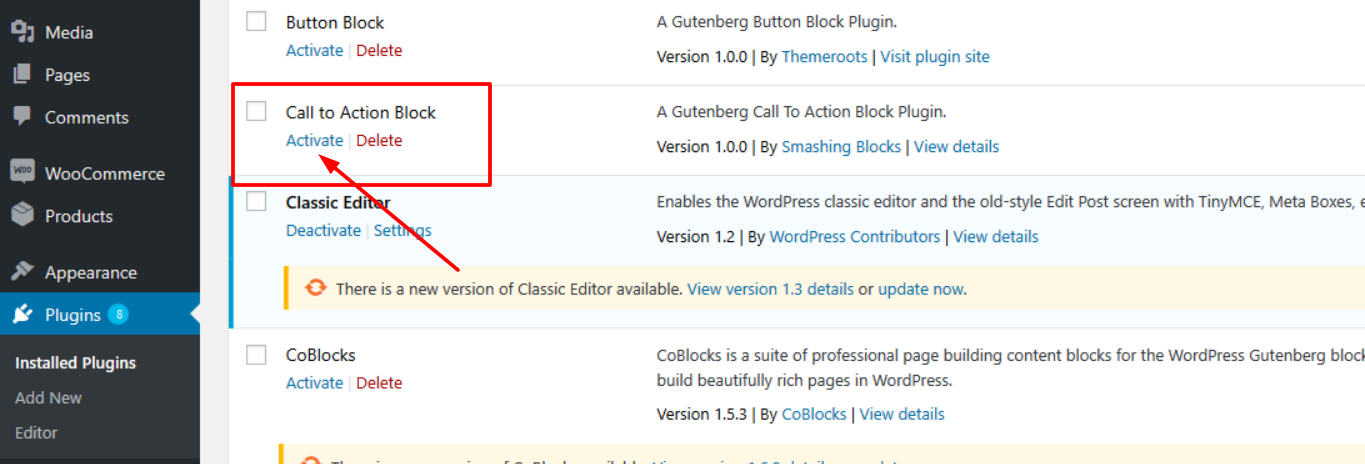 Media
Pages
Comments
WOO WooCommerce
Products
Appearance
Plugins 8
Installed Plugins
Add New
Editor
Button Block
Activate | Delete
A Gutenberg Button Block Plugin.
Version 1.0.0 | By Themeroots | Visit plugin site
Call to Action Block
Activate | Delete
A Gutenberg Call To Action Block Plugin.
Version 1.0.0 | By Smashing Blocks | View details
Classic Editor
Deactivate | Settings
Enables the WordPress classic editor and the old-style Edit Post screen with TinyMCE, Meta Boxes, e
Version 1.2 | By WordPress Contributors | View details
There is a new version of Classic Editor available. View version 1.3 details or update now.
CoBlocks
Activate | Delete
CoBlocks is a suite of professional page building content blocks for the WordPress Gutenberg block
build beautifully rich pages in WordPress.
Version 1.5.3 | By CoBlocks | View details